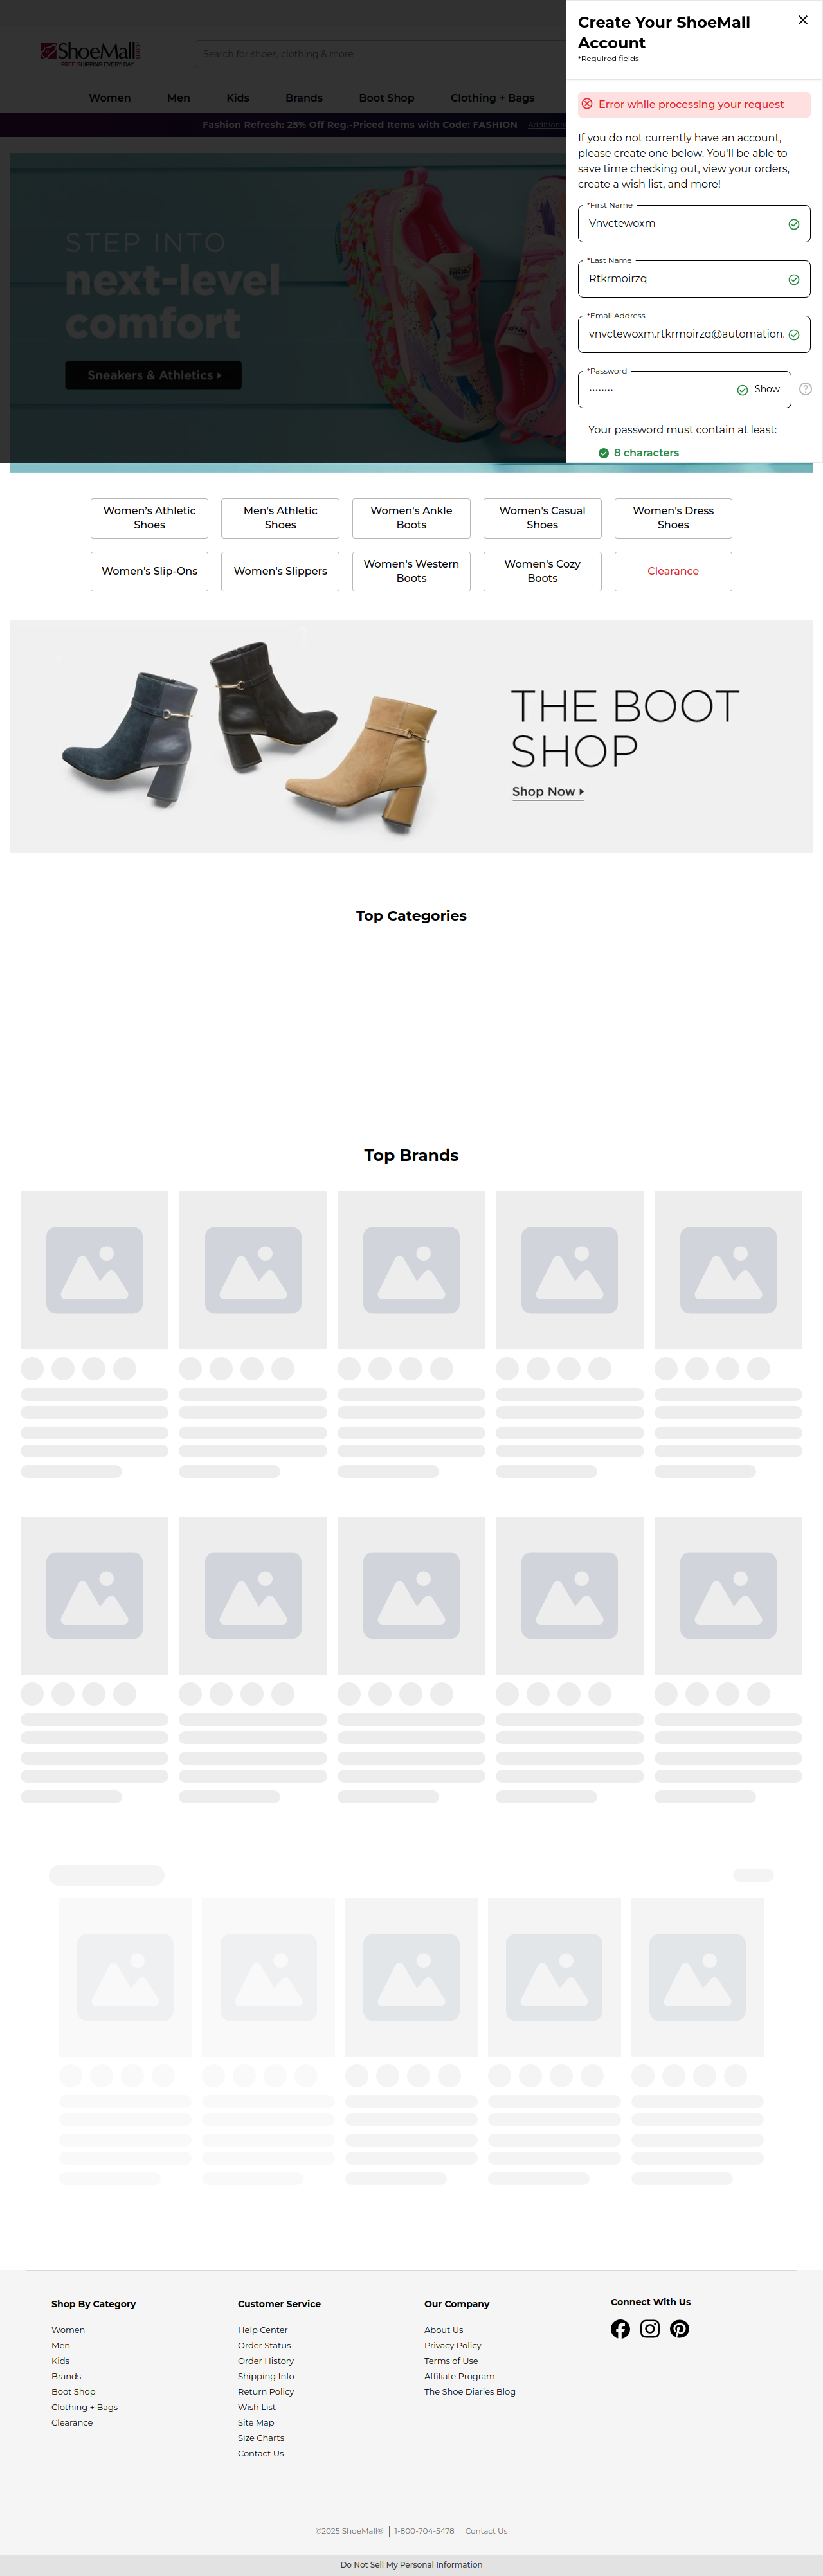 ShoeMall
.COM
FREE SHIPPING EVERY DAY
Search for shoes, clothing & more
Women
Men
Kids
Brands
Boot Shop
Clothing + Bags
Fashion Refresh: 25% Off Reg.-Priced Items with Code: FASHION
STEP INTO
next-level
comfort
Sneakers & Athletics
Create Your ShoeMall
Account
*Required fields
Error while processing your request
If you do not currently have an account,
please create one below. You'll be able to
save time checking out, view your orders,
create a wish list, and more!
*First Name
Vnvctewoxm
*Last Name
Rtkrmoirzq
*Email Address
vnvctewoxm.rtkrmoirzq@automation.
*Password
........
Show
Your password must contain at least:
8 characters
Women's Athletic
Shoes
Men's Athletic
Shoes
Women's Ankle
Boots
Women's Casual
Shoes
Women's Dress
Shoes
Women's Slip-Ons
Women's Slippers
Women's Western
Boots
Women's Cozy
Boots
Clearance
THE BOOT
SHOP
Shop Now
Top Categories
Top Brands
Shop By Category
Women
Men
Kids
Brands
Boot Shop
Clothing + Bags
Clearance
Customer Service
Help Center
Order Status
Order History
Shipping Info
Return Policy
Wish List
Site Map
Size Charts
Contact Us
Our Company
About Us
Privacy Policy
Terms of Use
Affiliate Program
The Shoe Diaries Blog
Connect With Us
©2025 ShoeMall®
1-800-704-5478
Contact Us
Do Not Sell My Personal Information